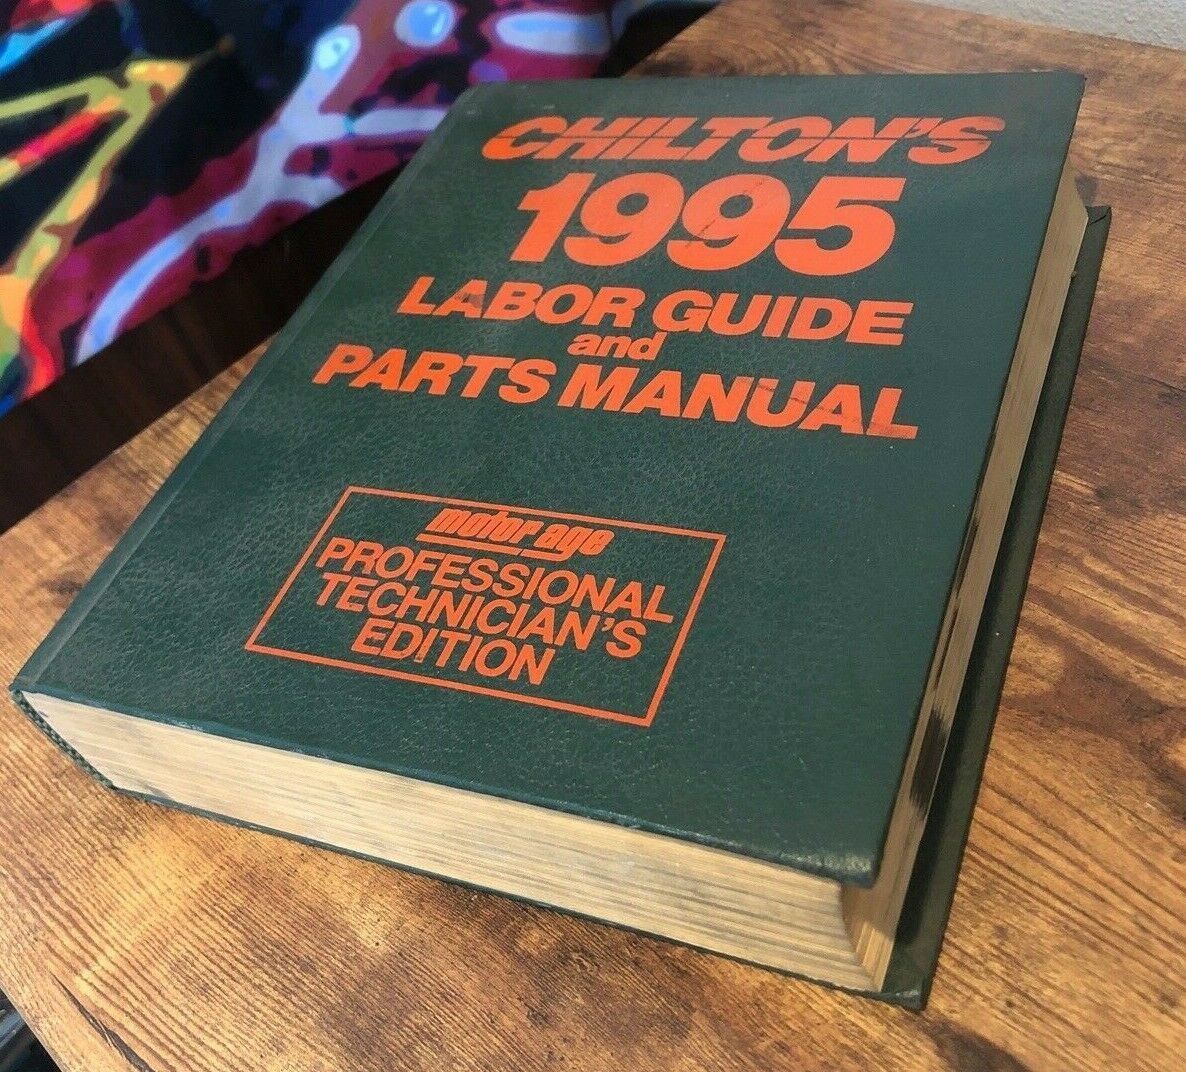 CHILTON'S
1995
LABOR GUIDE
and
PARTS MANUAL
motor age
PROFESSIONAL
TECHNICIAN'S
EDITION